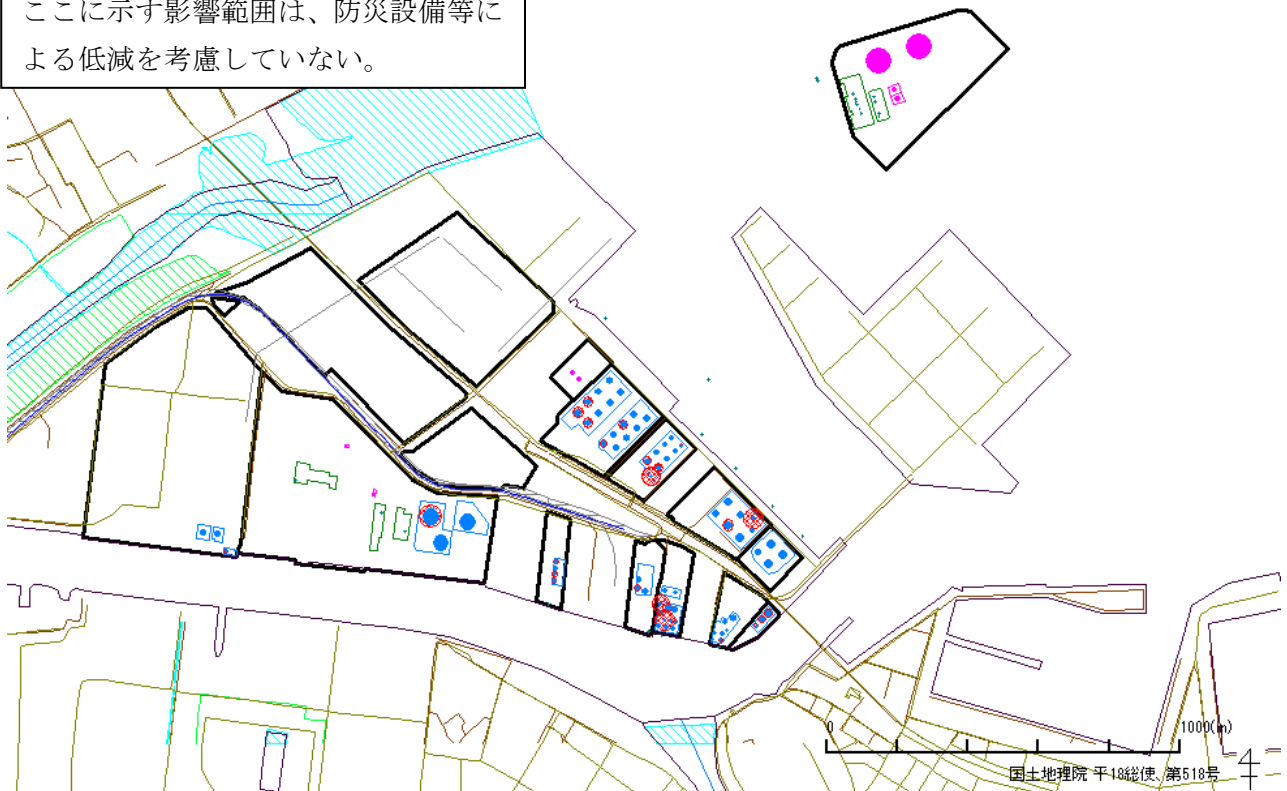 ここに示す影響範囲は、防災設備等に
よる低減を考慮していない。
0
1000(m)
国土地理院 平18総使、第518号